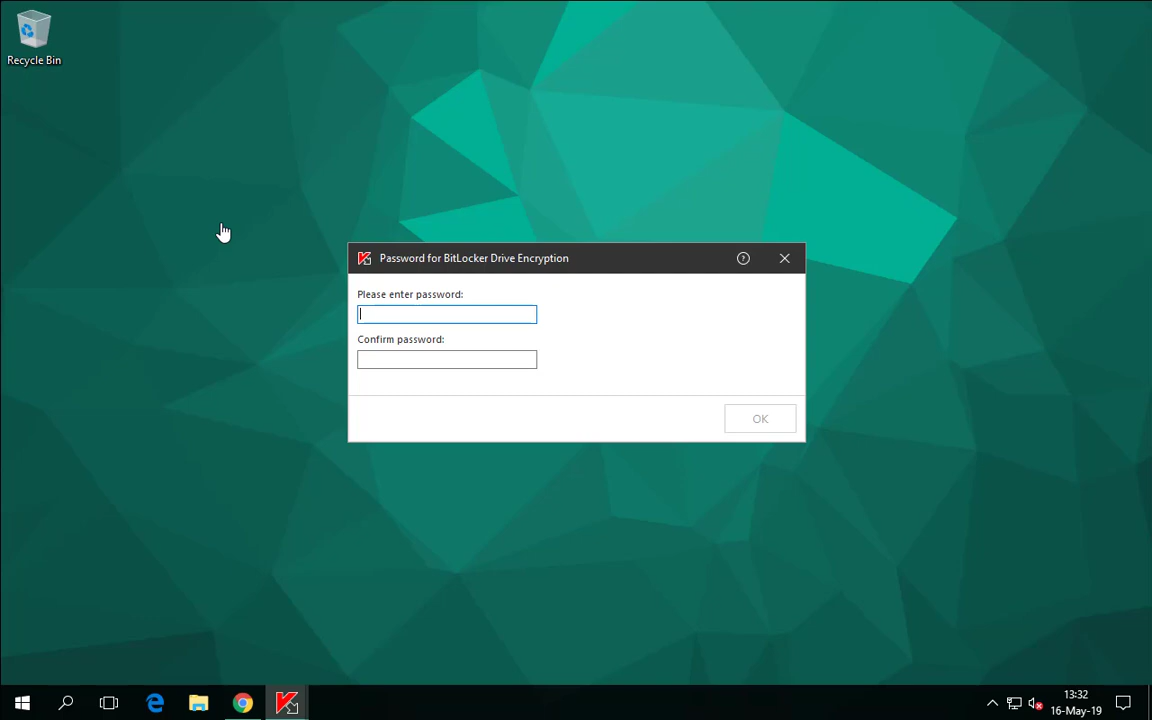 Recycle Bin
Password for BitLocker Drive Encryption
Please enter password:
Confirm password:
OK
13:32
16-May-19